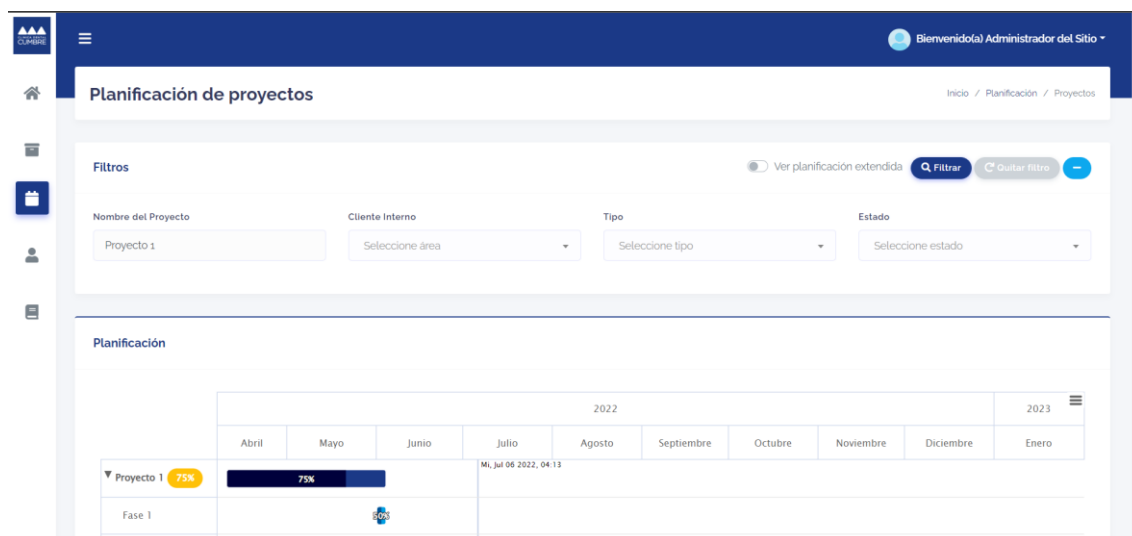 CUMBRE
Bienvenido(a) Administrador del Sitio
Planificación de proyectos
Inicio / Planificación / Proyectos
Filtros
Ver planificación extendida
Filtrar
Quitar filtro
Nombre del Proyecto
Cliente Interno
Tipo
Estado
Proyecto 1
Seleccione área
Seleccione tipo
Seleccione estado
Planificación
2022
2023
Abril
Mayo
Junio
Julio
Agosto
Septiembre
Octubre
Noviembre
Diciembre
Enero
Mi, Jul 06 2022, 04:13
Proyecto 1
75%
75%
Fase 1
50%